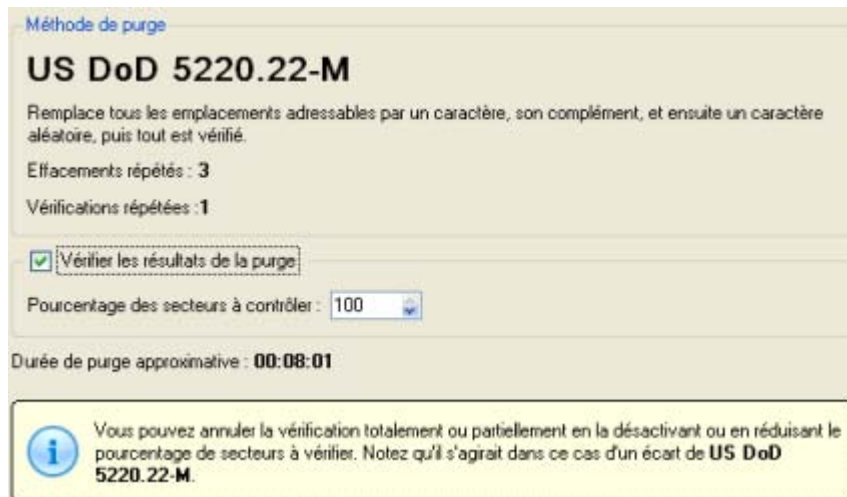 Méthode de purge
US DoD 5220.22-M
Remplace tous les emplacements adressables par un caractère, son complément, et ensuite un caractère
aléatoire, puis tout est vérifié.
Effacements répétés : 3
Vérifications répétées :1
Vérifier les résultats de la purge
Pourcentage des secteurs à contrôler : 100
Durée de purge approximative : 00:08:01
Vous pouvez annuler la vérification totalement ou partiellement en la désactivant ou en réduisant le
pourcentage de secteurs à vérifier. Notez qu'il s'agirait dans ce cas d'un écart de US DoD
5220.22-M.